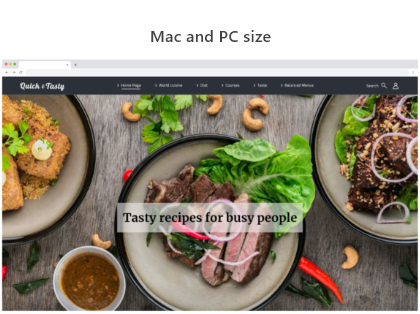 Mac and PC size
Quick & Tasty
Home Page
World cuisine
Courses
Taste
Balanced Menus
Search
Tasty recipes for busy people